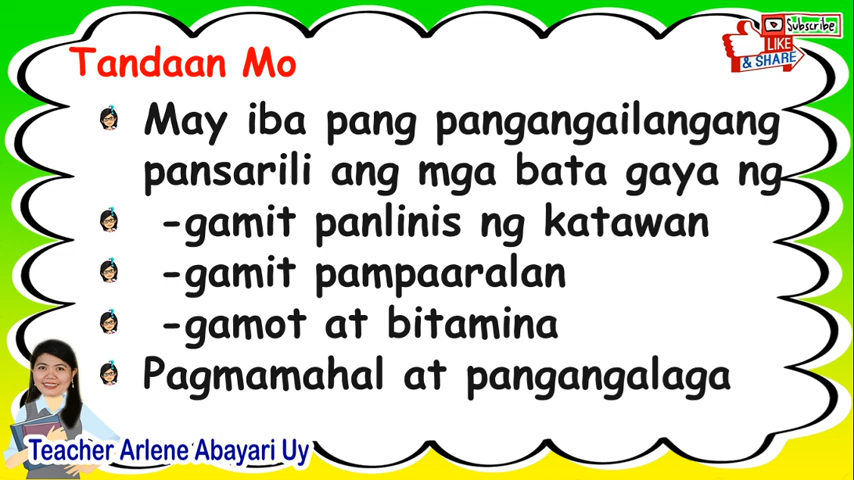 Subscribe
LIKE
& SHARE
Tandaan Mo
May iba pang pangangailangang
pansarili ang mga bata gaya ng
-gamit panlinis ng katawan
-gamit pampaaralan
-gamot at bitamina
Pagmamahal at pangangalaga
Teacher Arlene Abayari Uy